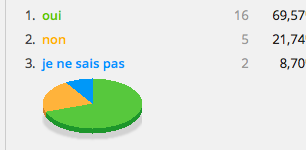 1. oui 16 69,57
2. non 5 21,74
3. je ne sais pas 2 8,70